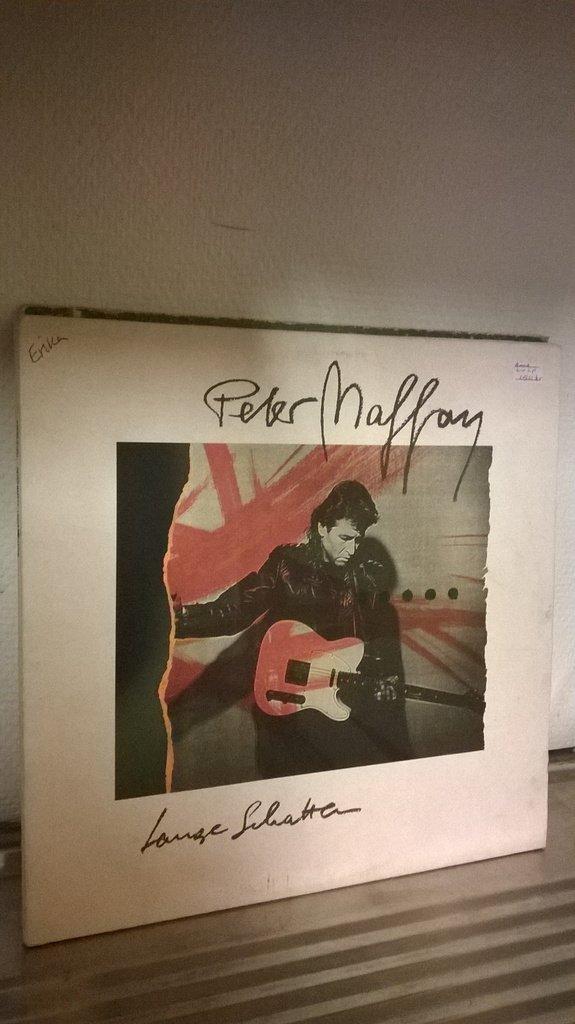 Erika
Peter Maffay
Lange Schatten